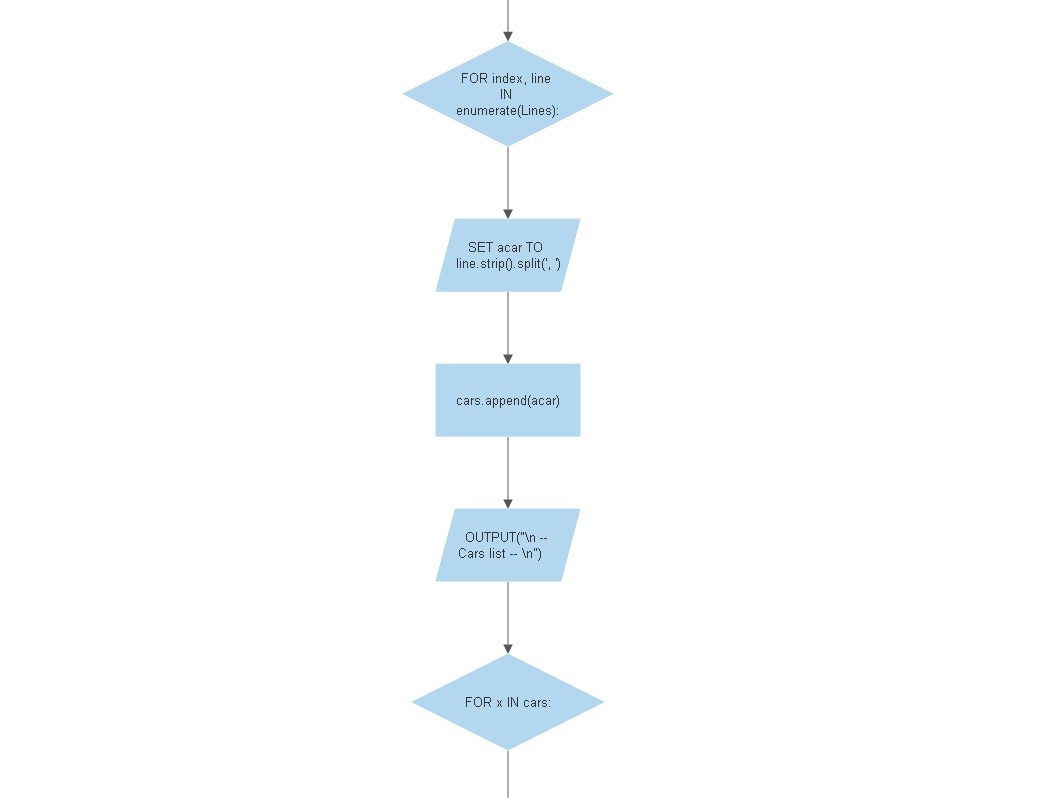 FOR index, line
IN
enumerate(Lines):
SET acar TO
line.strip().split(', ')
cars.append(acar)
OUTPUT("\n --
Cars list -- \n")
FOR x IN cars: